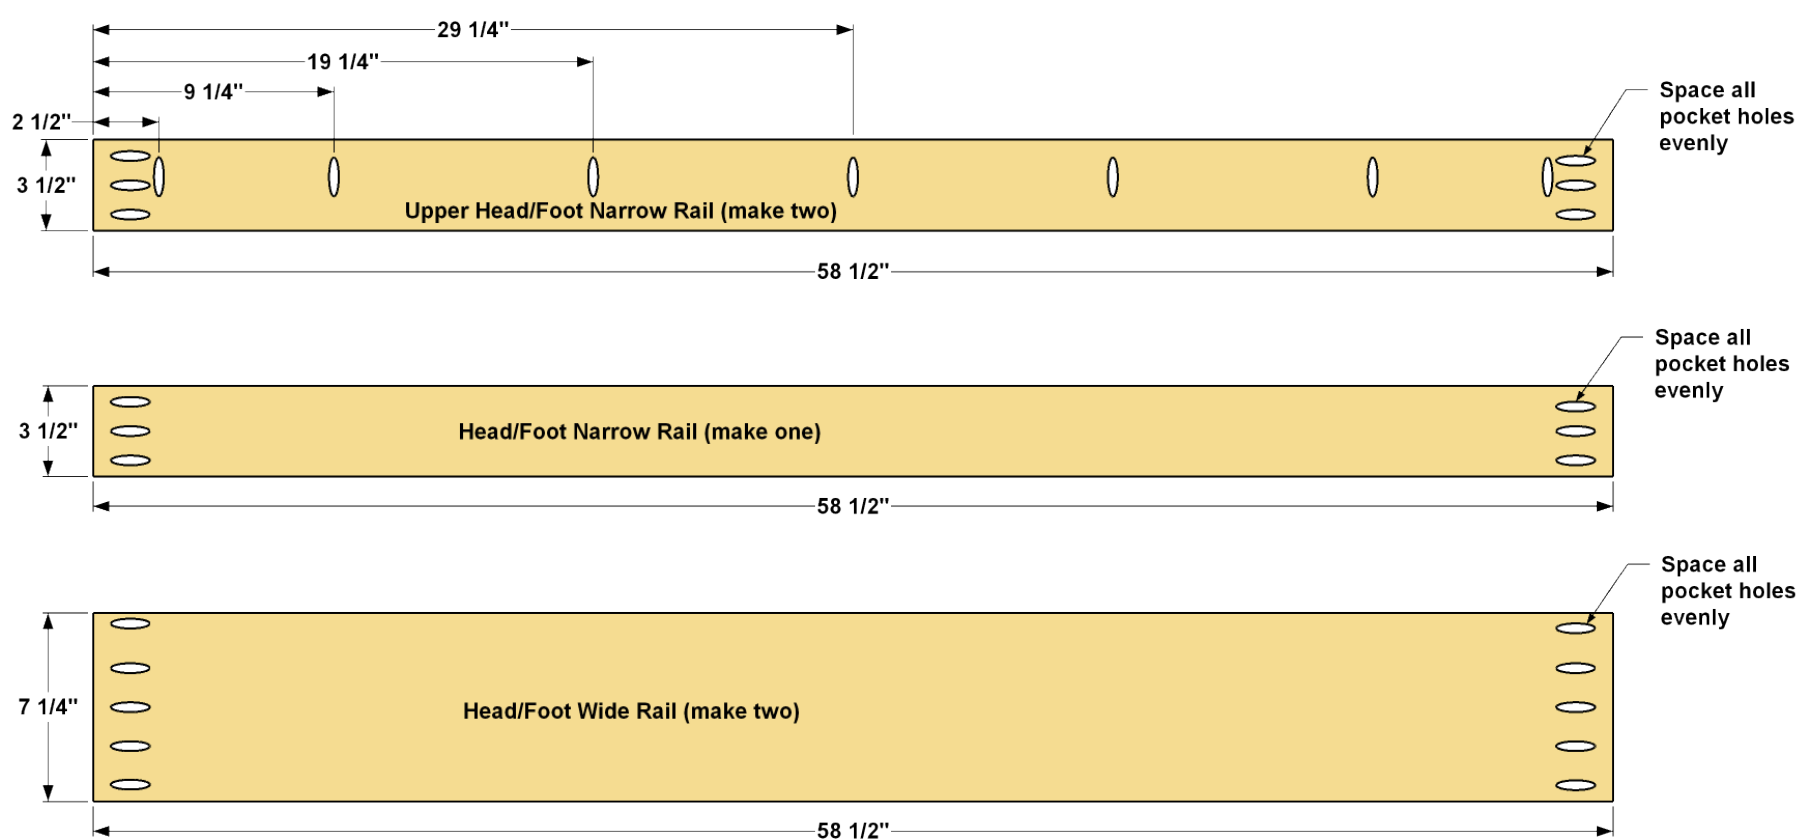 29 1/4"
19 1/4"
9 1/4"
2 1/2"
Space all
pocket holes
evenly
3 1/2"
Upper Head/Foot Narrow Rail (make two)
58 1/2"
Space all
pocket holes
evenly
3 1/2"
Head/Foot Narrow Rail (make one)
58 1/2"
Space all
pocket holes
evenly
7 1/4"
Head/Foot Wide Rail (make two)
58 1/2"